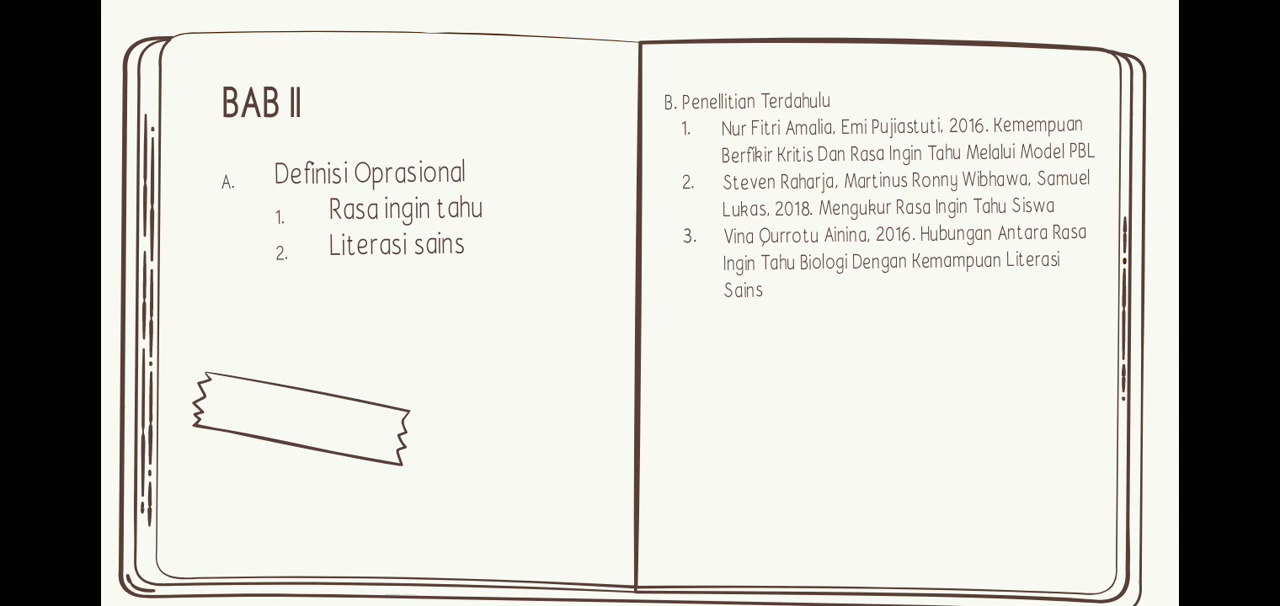 BAB II
A. Definisi Oprasional
1. Rasa ingin tahu
2. Literasi sains
B. Penellitian Terdahulu
1. Nur Fitri Amalia, Emi Pujiastuti, 2016. Kemempuan
Berfikir Kritis Dan Rasa Ingin Tahu Melalui Model PBL
2. Steven Raharja, Martinus Ronny Wibhawa, Samuel
Lukas, 2018. Mengukur Rasa Ingin Tahu Siswa
3. Vina Qurrotu Ainina, 2016. Hubungan Antara Rasa
Ingin Tahu Biologi Dengan Kemampuan Literasi
Sains